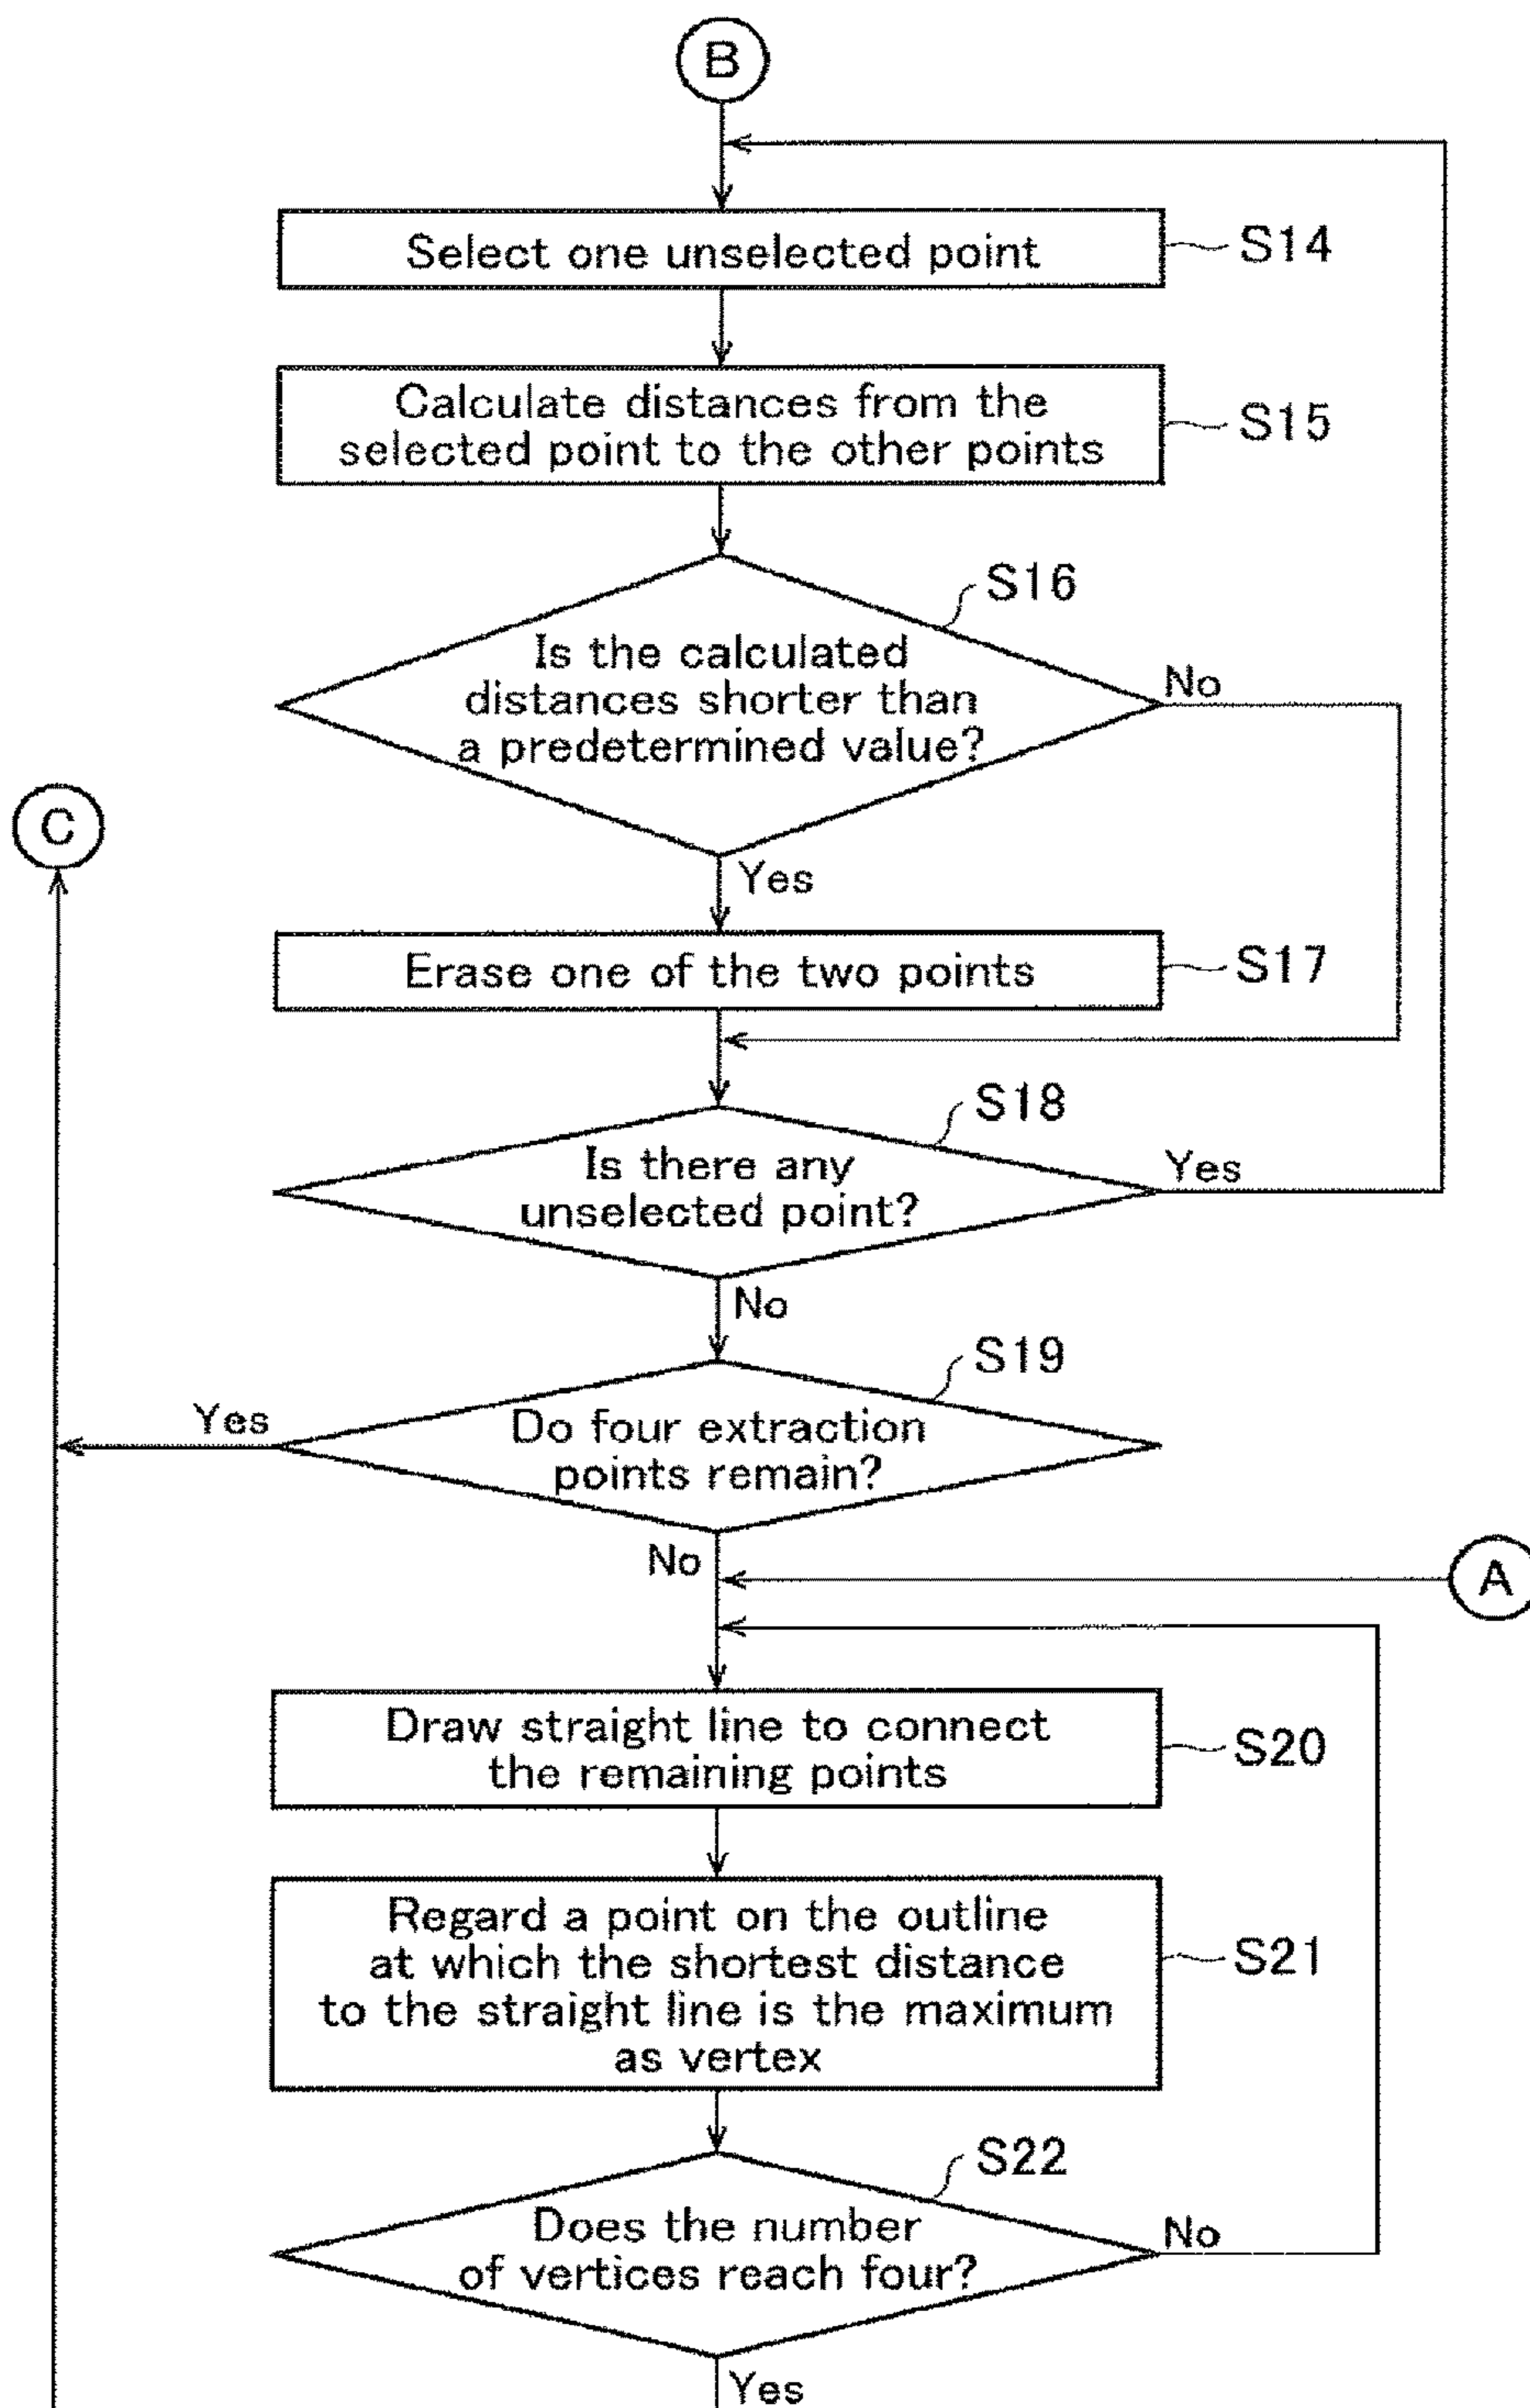 B
Select one unselected point
S14
Calculate distances from the
selected point to the other points
S15
S16
Is the calculated
distances shorter than
a predetermined value?
No
C
Yes
Erase one of the two points
S17
S18
Is there any
unselected point?
Yes
No
S19
Yes
Do four extraction
points remain?
No
A
Draw straight line to connect
the remaining points
S20
Regard a point on the outline
at which the shortest distance
to the straight line is the maximum
as vertex
S21
S22
Does the number
of vertices reach four?
No
Yes